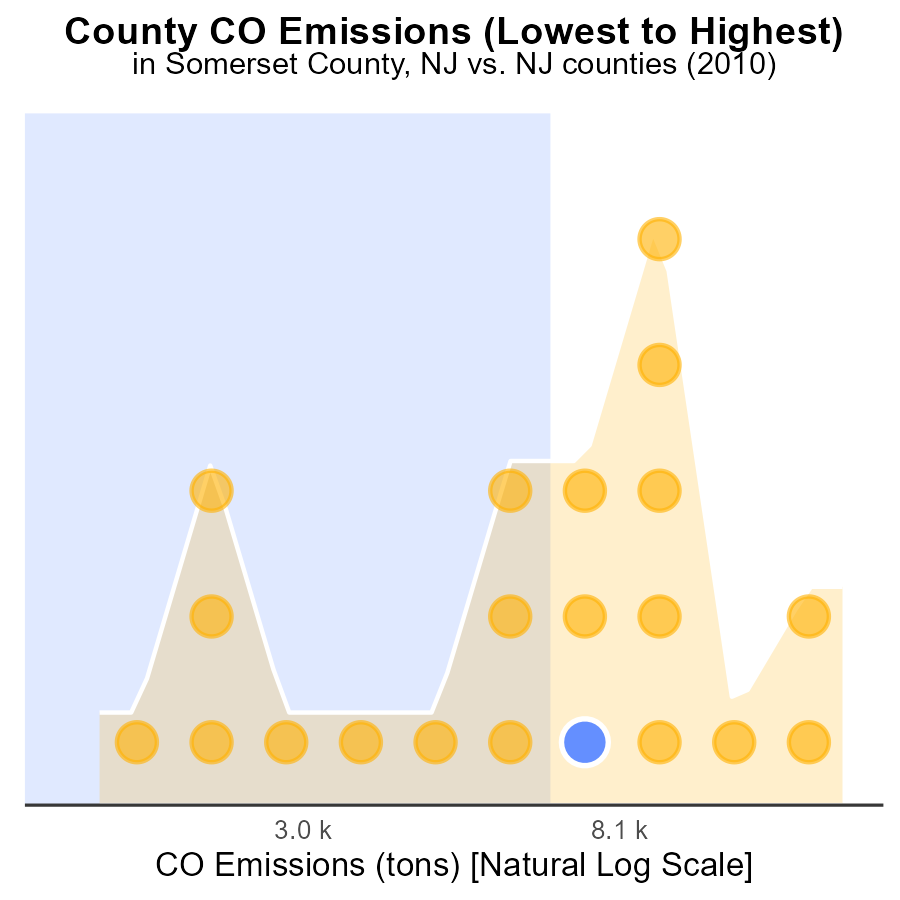 County CO Emissions (Lowest to Highest)
in Somerset County, NJ vs. NJ counties (2010)
3.0 k 8.1 k
CO Emissions (tons) [Natural Log Scale]